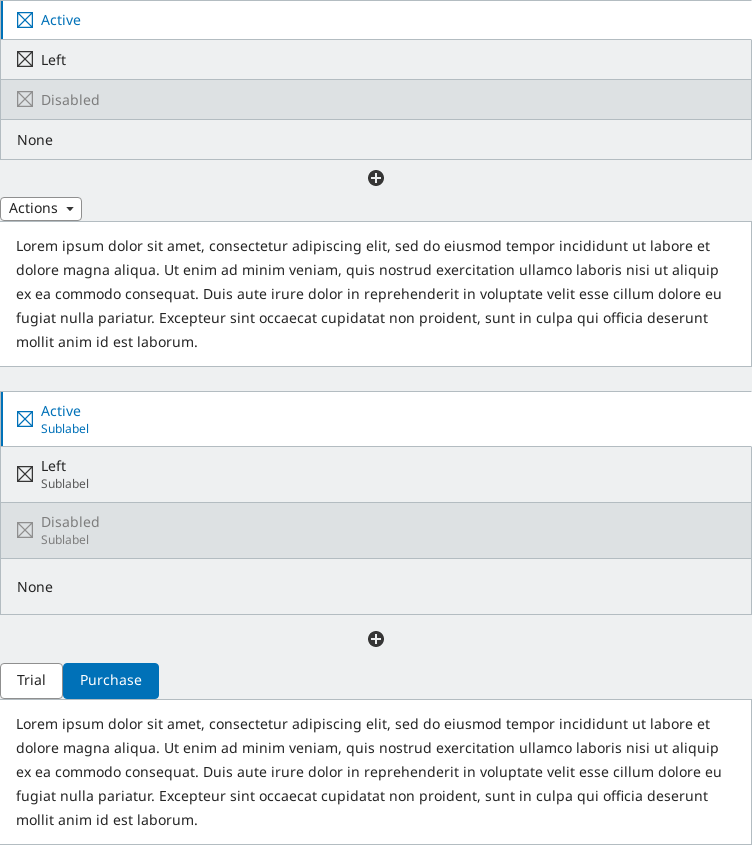 Active
Left
Disabled
None
Actions
Lorem ipsum dolor sit amet, consectetur adipiscing elit, sed do eiusmod tempor incididunt ut labore et
dolore magna aliqua. Ut enim ad minim veniam, quis nostrud exercitation ullamco laboris nisi ut aliquip
ex ea commodo consequat. Duis aute irure dolor in reprehenderit in voluptate velit esse cillum dolore eu
fugiat nulla pariatur. Excepteur sint occaecat cupidatat non proident, sunt in culpa qui officia deserunt
mollit anim id est laborum.
Active
Sublabel
Left
Sublabel
Disabled
Sublabel
None
Trial Purchase
Lorem ipsum dolor sit amet, consectetur adipiscing elit, sed do eiusmod tempor incididunt ut labore et
dolore magna aliqua. Ut enim ad minim veniam, quis nostrud exercitation ullamco laboris nisi ut aliquip
ex ea commodo consequat. Duis aute irure dolor in reprehenderit in voluptate velit esse cillum dolore eu
fugiat nulla pariatur. Excepteur sint occaecat cupidatat non proident, sunt in culpa qui officia deserunt
mollit anim id est laborum.